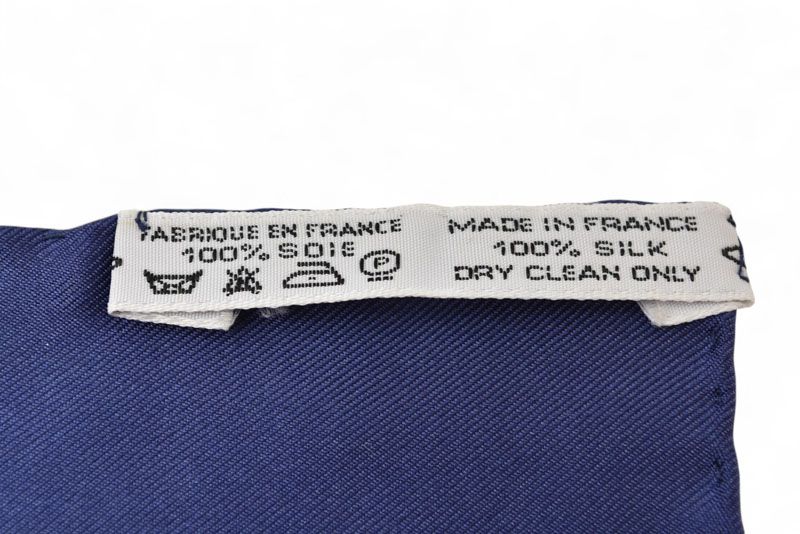 FABRIQUE EN FRANCE
100% SOIE
P
MADE IN FRANCE
100% SILK
DRY CLEAN ONLY